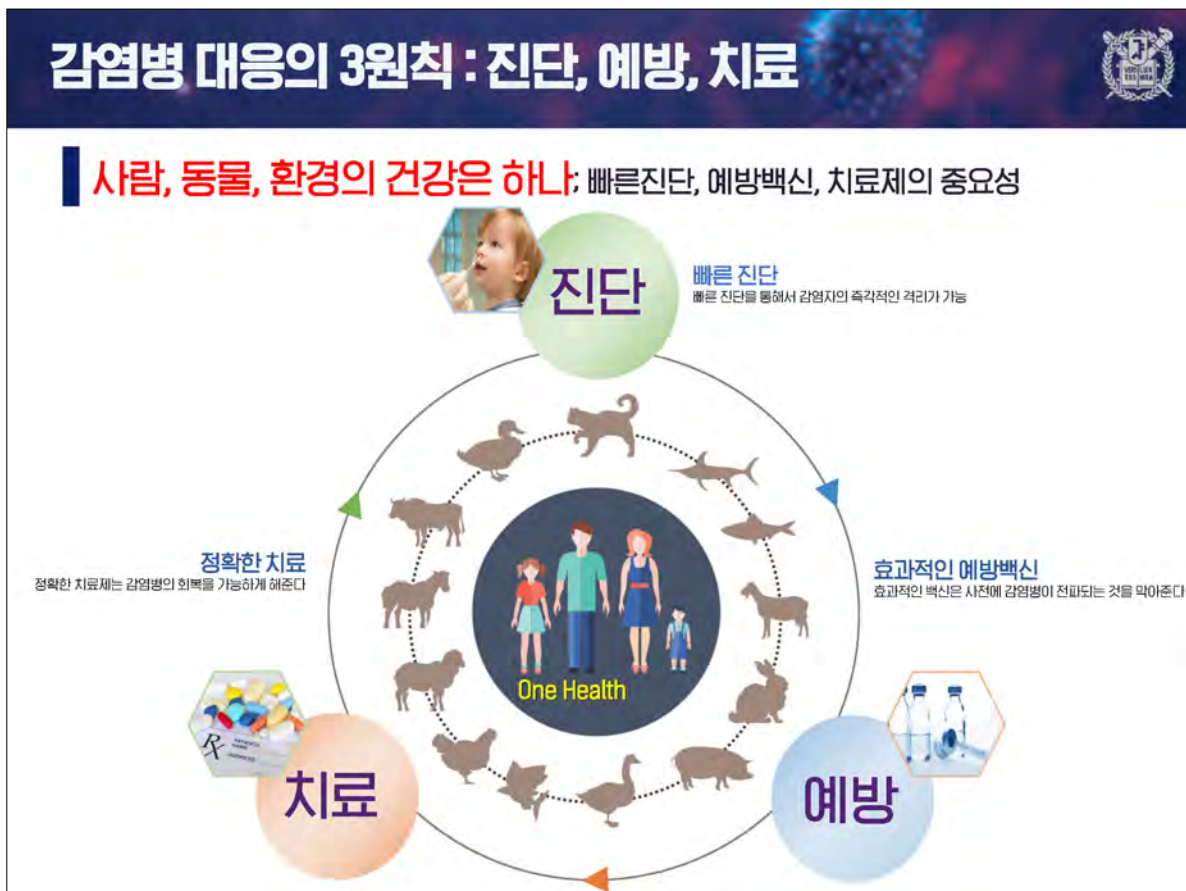 감염병 대응의 3원칙 : 진단, 예방, 치료
사람, 동물, 환경의 건강은 하나; 빠른진단, 예방백신, 치료제의 중요성
진단
빠른 진단
빠른 진단을 통해서 감염자의 즉각적인 격리가 가능
정확한 치료
정확한 치료제는 감염병의 회복을 가능하게 해준다
효과적인 예방백신
효과적인 백신은 사전에 감염병이 전파되는 것을 막아준다
One Health
치료
예방